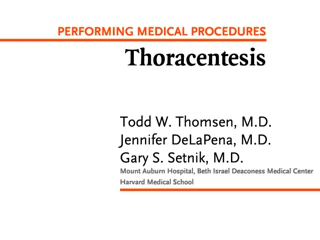 PERFORMING MEDICAL PROCEDURES
Thoracentesis
Todd W. Thomsen, M.D.
Jennifer DeLaPena, M.D.
Gary S. Setnik, M.D.
Mount Auburn Hospital, Beth Israel Deaconess Medical Center
Harvard Medical School